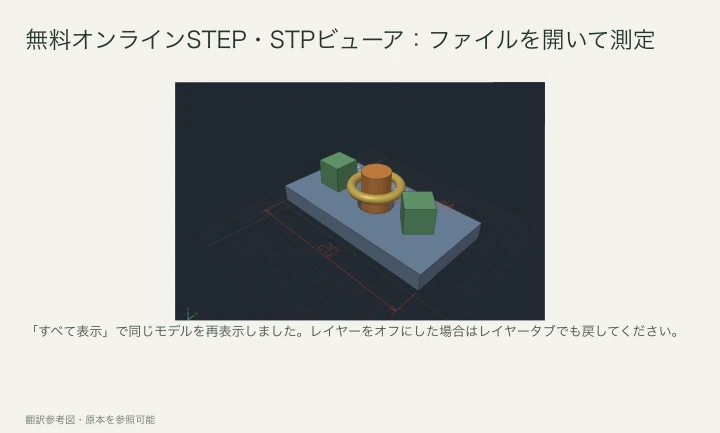 無料オンラインSTEP・STPビューア：ファイルを開いて測定
20
「すべて表示」で同じモデルを再表示しました。レイヤーをオフにした場合はレイヤータブでも戻してください。
翻訳参考図・原本を参照可能